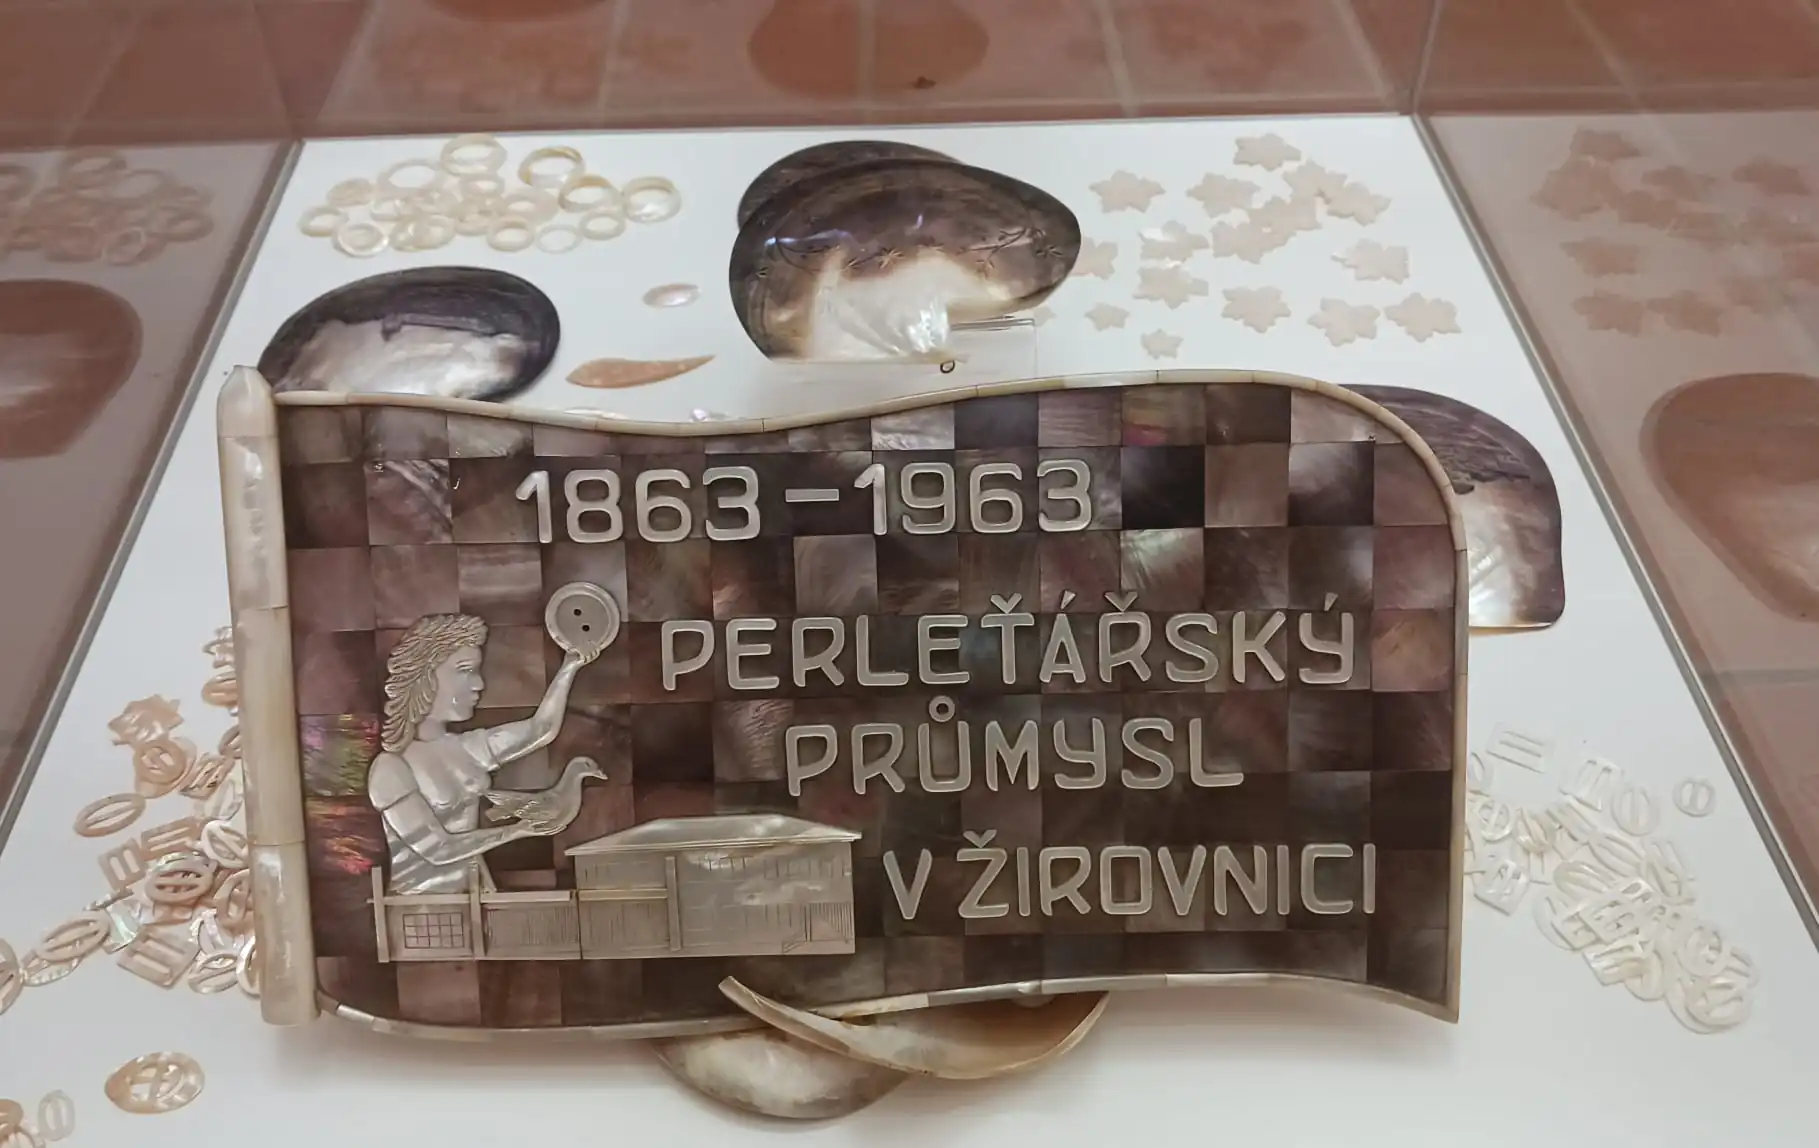 1863-1963
PERLEŤÁŘSKÝ
PRŮMYSL
V ŽIROVNICI